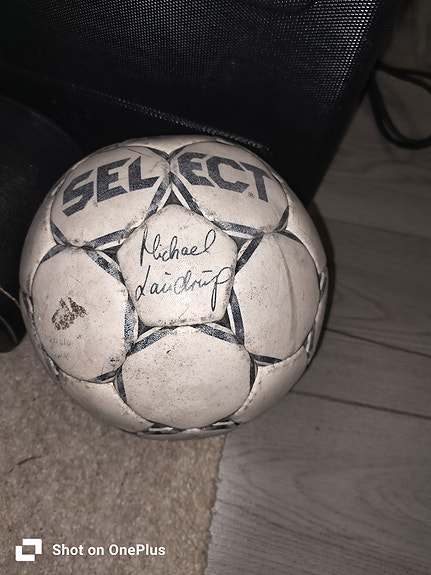 SELECT
Michael
Laudrup
Shot on OnePlus